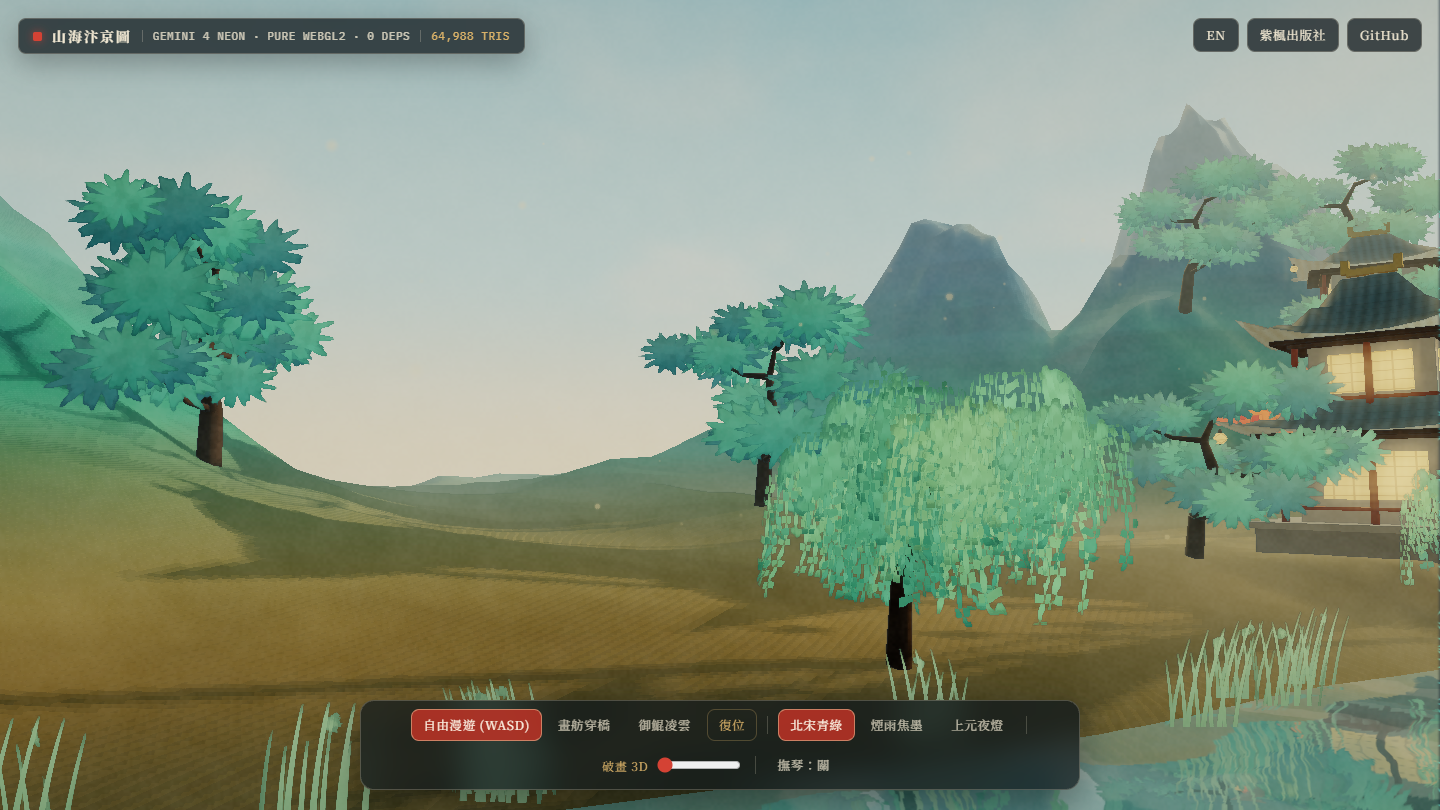 山海汴京圖 GEMINI 4 NEON · PURE WEBGL2 · 0 DEPS 64,988 TRIS
EN 紫楓出版社 GitHub
自由漫遊 (WASD) 畫舫穿橋 御鯤凌雲 復位 北宋青綠 煙雨焦墨 上元夜燈
破畫 3D 撫琴：關